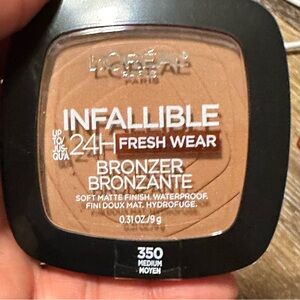 L'ORÉAL
PARIS
INFALLIBLE
UP TO/
JUSQU'À
24H FRESH WEAR
BRONZER
BRONZANTE
SOFT MATTE FINISH. WATERPROOF.
FINI DOUX MAT. HYDROFUGE.
0.31 OZ/9 g
350
MEDIUM
MOYEN